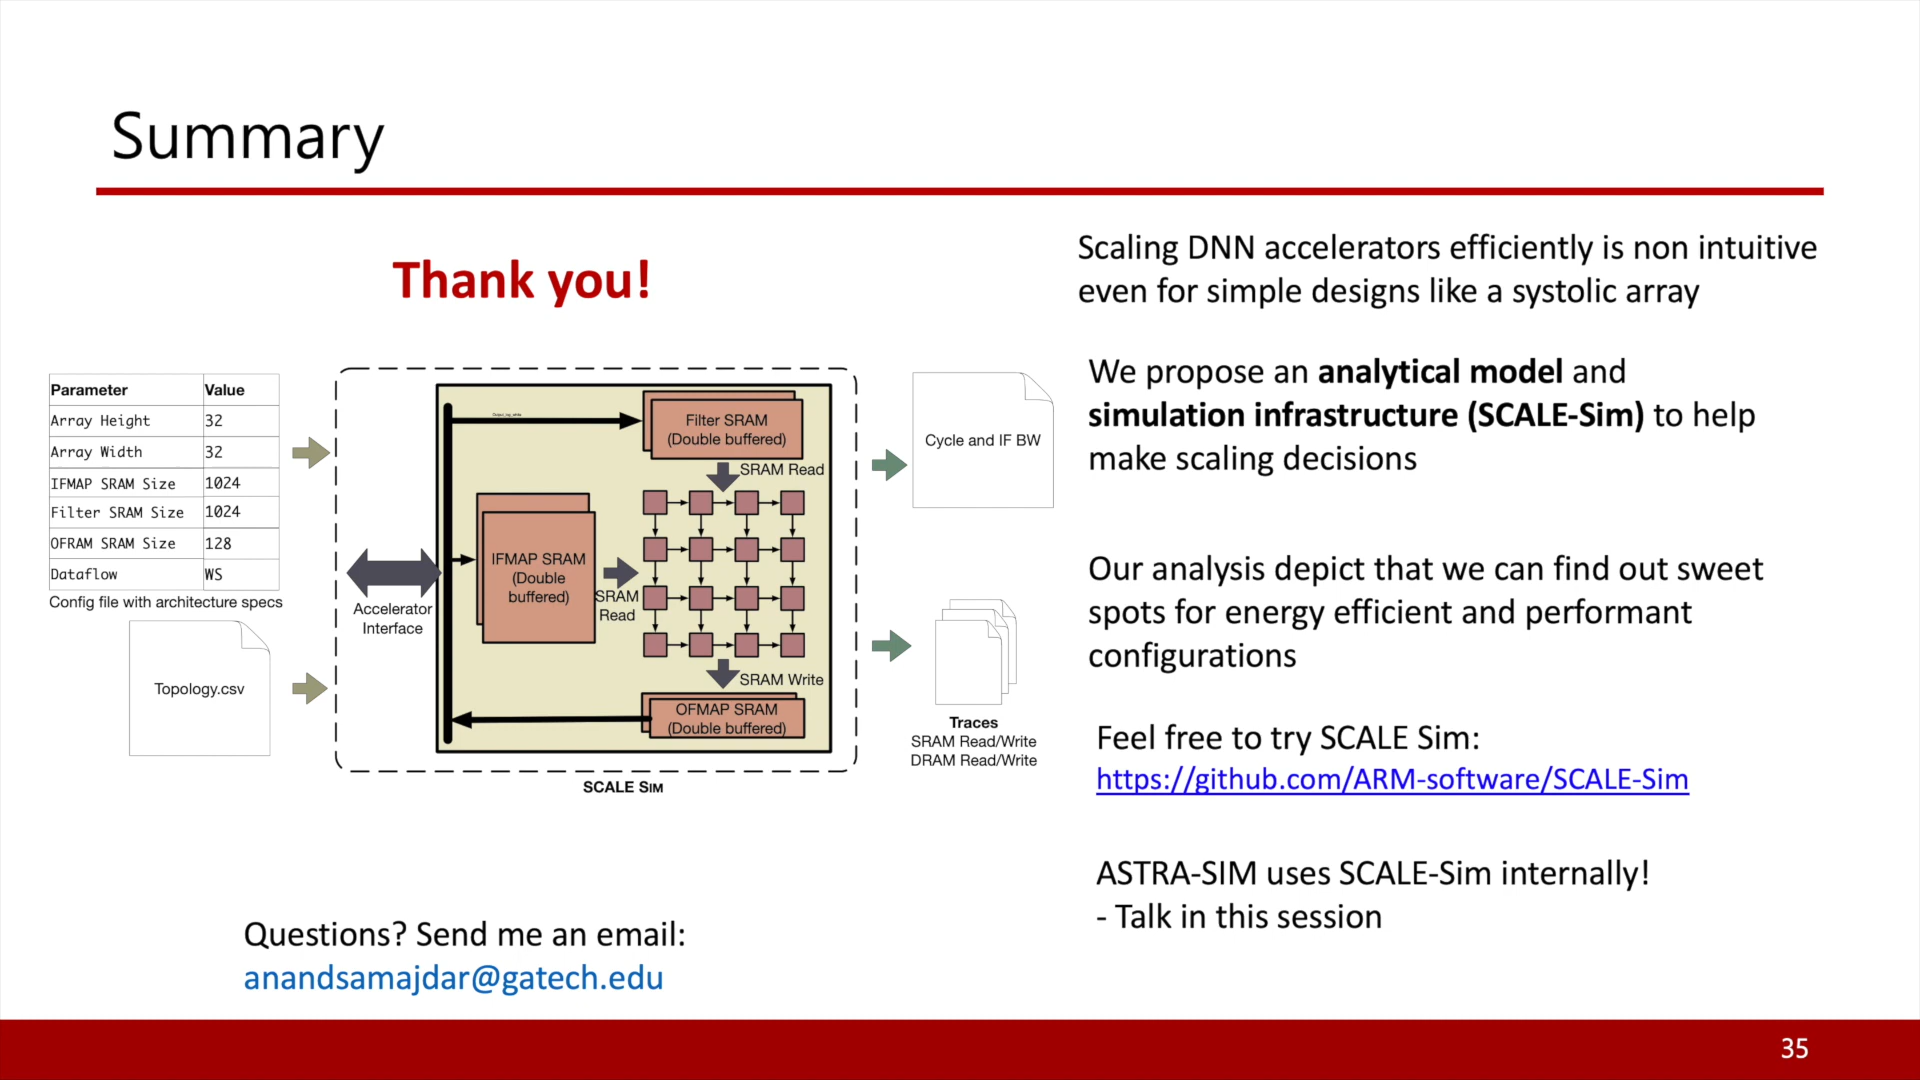 Summary
Thank you!
Parameter Value
Array Height 32
Array Width 32
IFMAP SRAM Size 1024
Filter SRAM Size 1024
OFRAM SRAM Size 128
Dataflow WS
Config file with architecture specs
Topology.csv
Accelerator
Interface
Filter SRAM
(Double buffered)
SRAM Read
IFMAP SRAM
(Double
buffered)
SRAM
Read
SRAM Write
OFMAP SRAM
(Double buffered)
SCALE SIM
Cycle and IF BW
Traces
SRAM Read/Write
DRAM Read/Write
Questions? Send me an email:
anandsamajdar@gatech.edu
Scaling DNN accelerators efficiently is non intuitive
even for simple designs like a systolic array
We propose an analytical model and
simulation infrastructure (SCALE-Sim) to help
make scaling decisions
Our analysis depict that we can find out sweet
spots for energy efficient and performant
configurations
Feel free to try SCALE Sim:
https://github.com/ARM-software/SCALE-Sim
ASTRA-SIM uses SCALE-Sim internally!
- Talk in this session
35